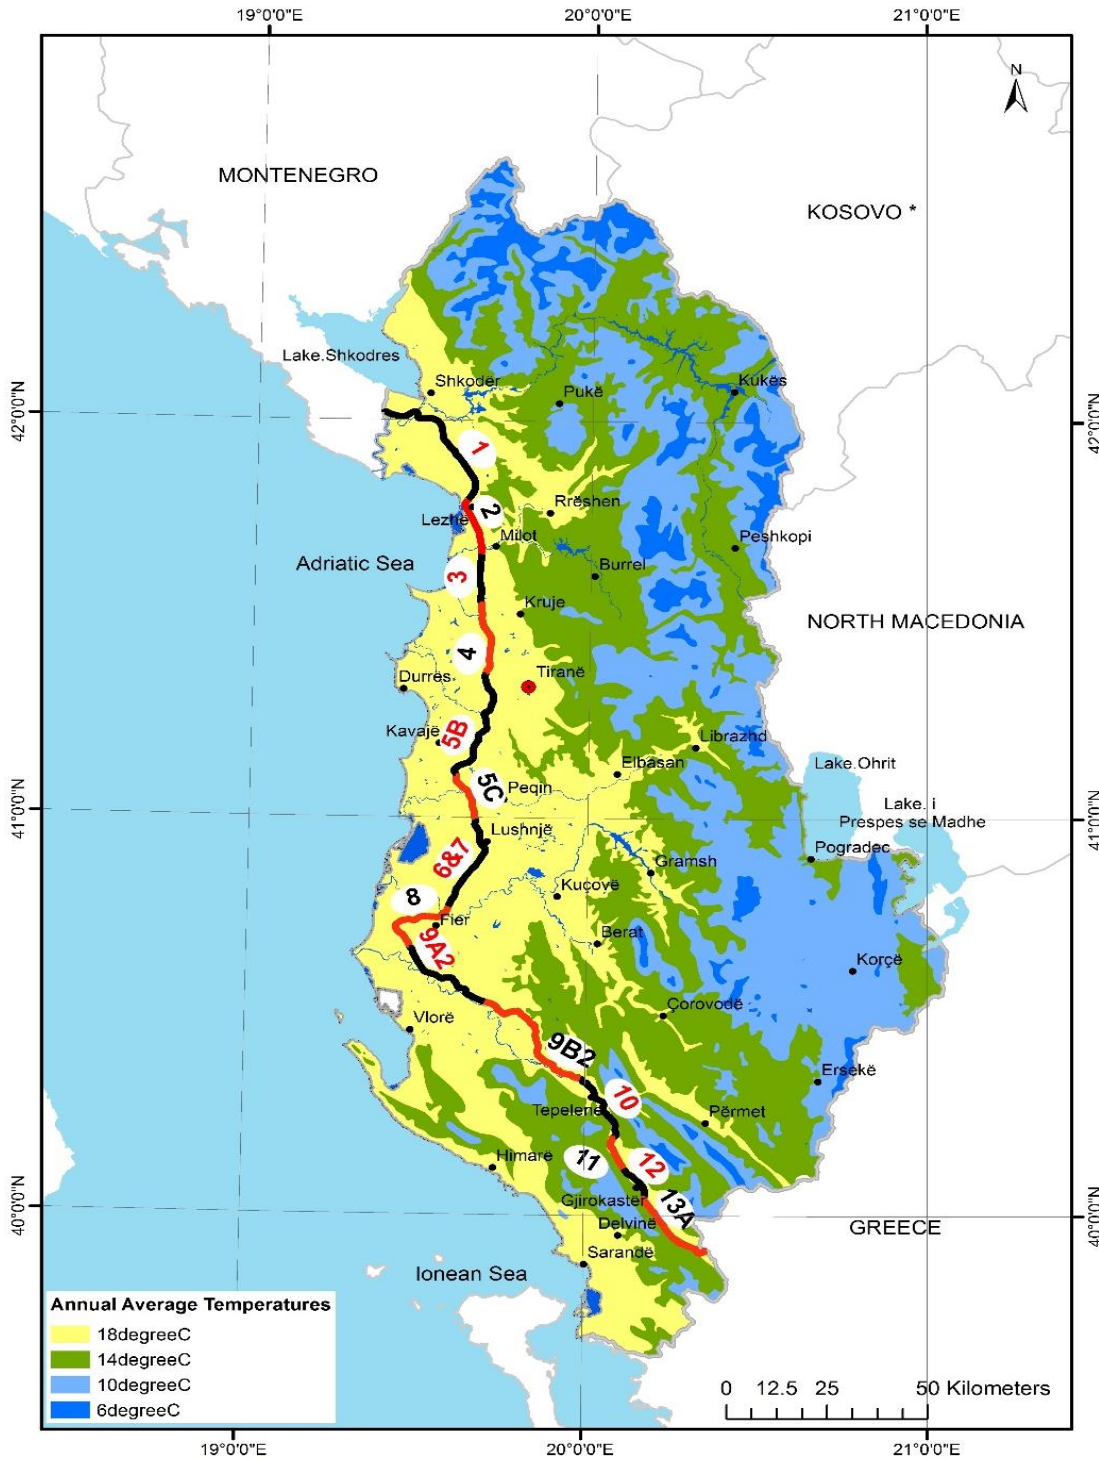 19°0'0"E
20°0'0"E
21°0'0"E
N
MONTENEGRO
KOSOVO *
Lake.Shkodres
Shkodër
Pukë
Kukës
42°0'0"N
42°0'0"N
1
Rrëshen
2
Lezhë
Milot
Peshkopi
Adriatic Sea
3
Burrel
Kruje
NORTH MACEDONIA
4
Tiranë
Durrës
Kavajë
5B
Librazhd
Elbasan
Lake.Ohrit
5C
Peqin
Lake. i
Prespes se Madhe
41°0'0"N
41°0'0"N
Lushnjë
6&7
Pogradec
Gramsh
8
Kuçovë
Fier
9A2
Berat
Korçë
Çorovodë
Vlorë
9B2
Ersekë
10
Tepelenë
Përmet
11
12
Himarë
Gjirokastër
13A
40°0'0"N
40°0'0"N
Delvinë
GREECE
Sarandë
Ionean Sea
Annual Average Temperatures
18degreeC
14degreeC
10degreeC
6degreeC
0 12.5 25 50 Kilometers
19°0'0"E
20°0'0"E
21°0'0"E